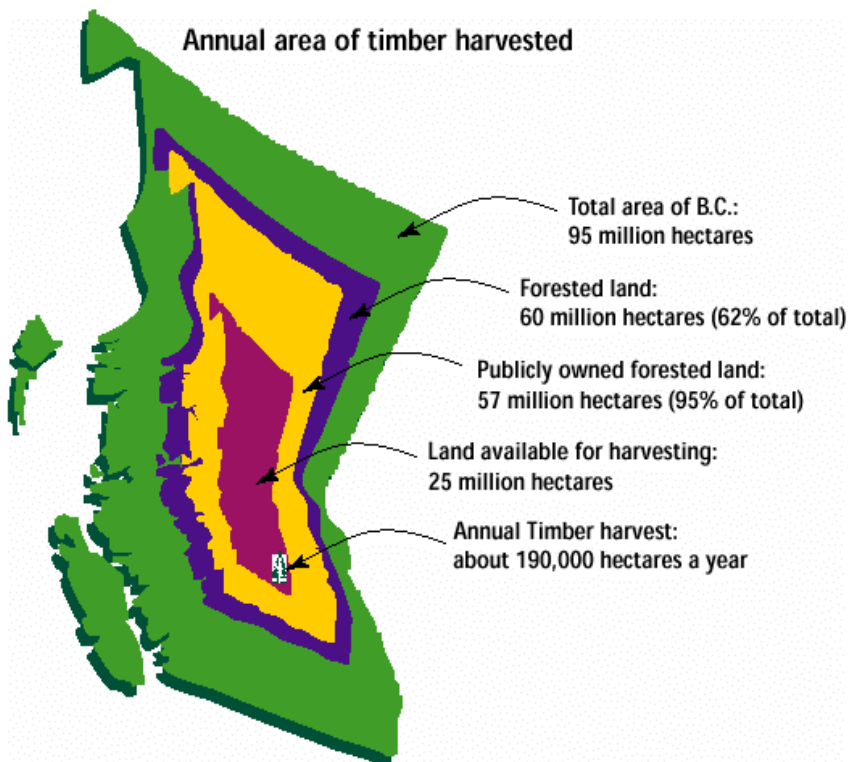 Annual area of timber harvested
Total area of B.C.:
95 million hectares
Forested land:
60 million hectares (62% of total)
Publicly owned forested land:
57 million hectares (95% of total)
Land available for harvesting:
25 million hectares
Annual Timber harvest:
about 190,000 hectares a year